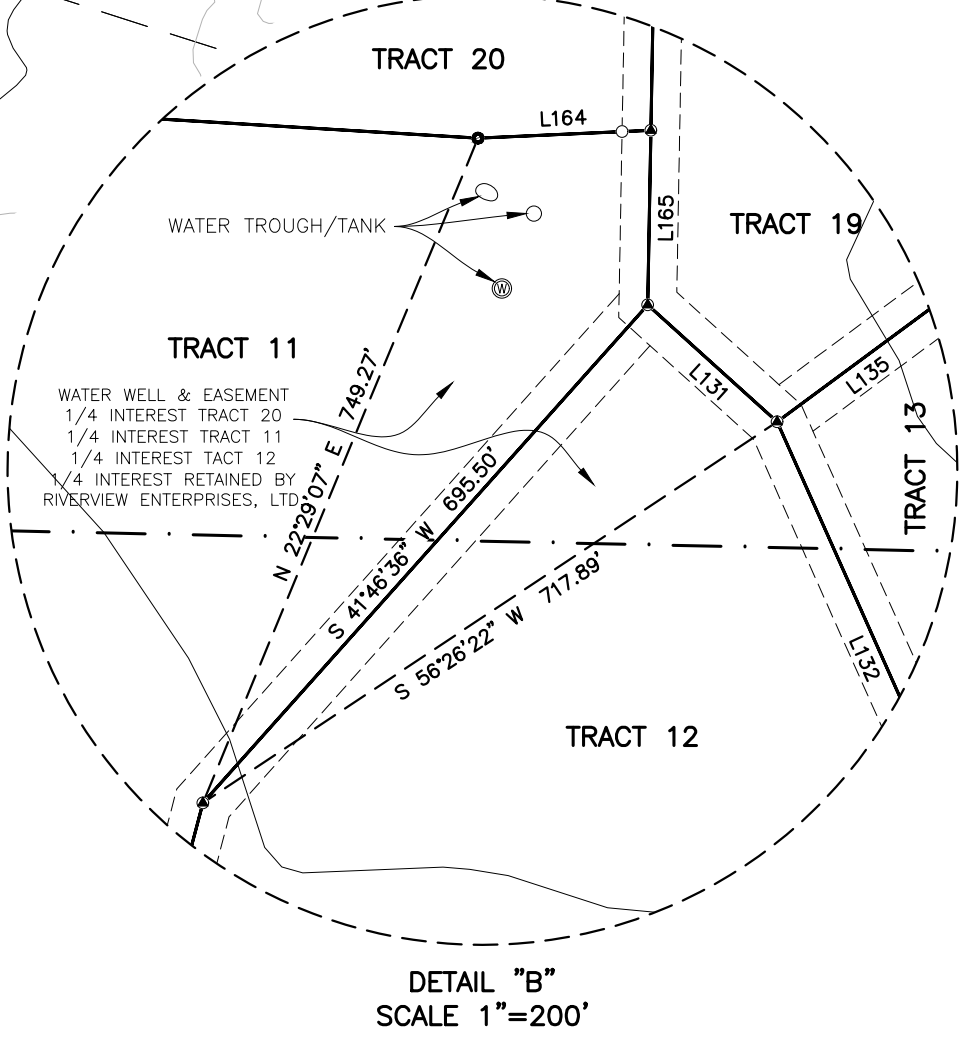 TRACT 20
L164
WATER TROUGH/TANK
L165
TRACT 19
W
TRACT 11
WATER WELL & EASEMENT
1/4 INTEREST TRACT 20
1/4 INTEREST TRACT 11
1/4 INTEREST TACT 12
1/4 INTEREST RETAINED BY
RIVERVIEW ENTERPRISES, LTD
N 22°29'07" E 749.27'
L131
L135
TRACT 13
S 41°46'36" W 695.50'
S 56°26'22" W 717.89'
L132
TRACT 12
DETAIL "B"
SCALE 1"=200'